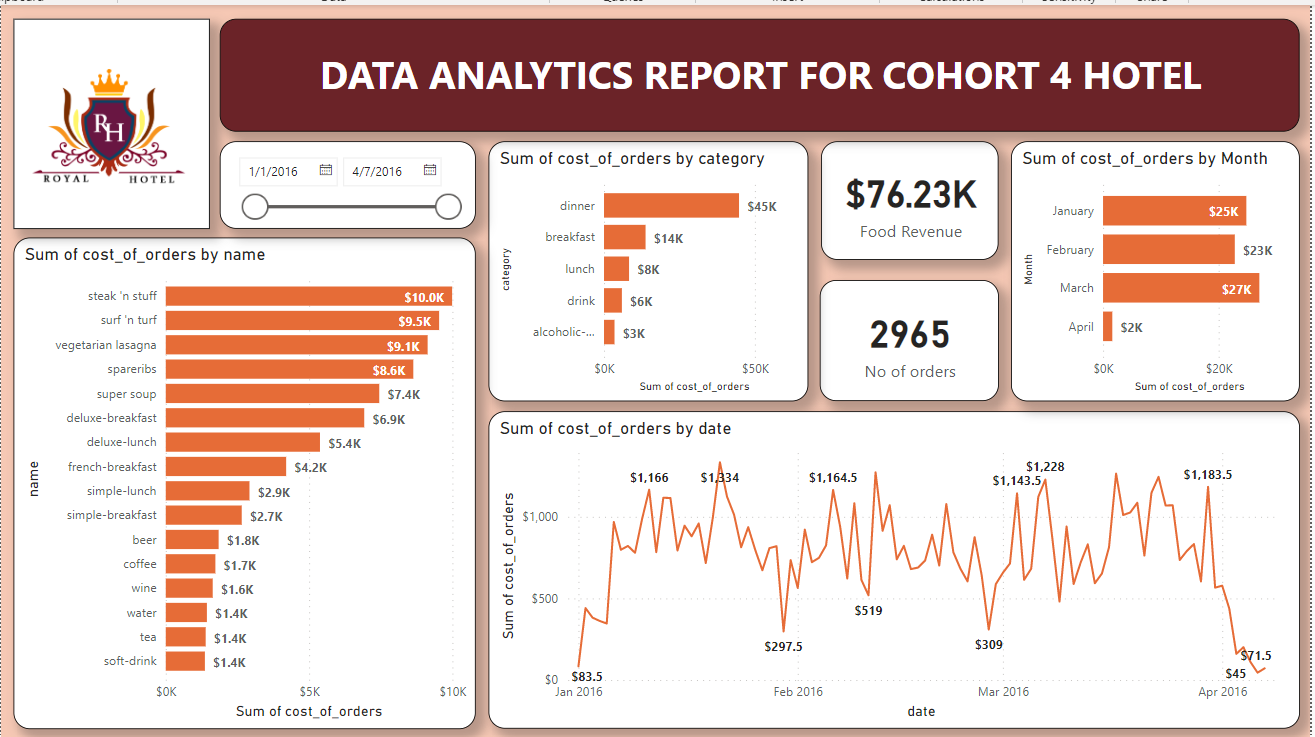 DATA ANALYTICS REPORT FOR COHORT 4 HOTEL
RH
ROYAL HOTEL
1/1/2016 4/7/2016
Sum of cost_of_orders by category
category
dinner $45K
breakfast $14K
lunch $8K
drink $6K
alcoholic-... $3K
$0K $50K
Sum of cost_of_orders
$76.23K
Food Revenue
2965
No of orders
Sum of cost_of_orders by Month
Month
January $25K
February $23K
March $27K
April $2K
$0K $20K
Sum of cost_of_orders
Sum of cost_of_orders by name
name
steak 'n stuff $10.0K
surf 'n turf $9.5K
vegetarian lasagna $9.1K
spareribs $8.6K
super soup $7.4K
deluxe-breakfast $6.9K
deluxe-lunch $5.4K
french-breakfast $4.2K
simple-lunch $2.9K
simple-breakfast $2.7K
beer $1.8K
coffee $1.7K
wine $1.6K
water $1.4K
tea $1.4K
soft-drink $1.4K
$0K $5K $10K
Sum of cost_of_orders
Sum of cost_of_orders by date
Sum of cost_of_orders
$1,000
$500
$0
$83.5
$1,166
$1,334
$297.5
$1,164.5
$519
$309
$1,143.5
$1,228
$1,183.5
$45
$71.5
Jan 2016 Feb 2016 Mar 2016 Apr 2016
date